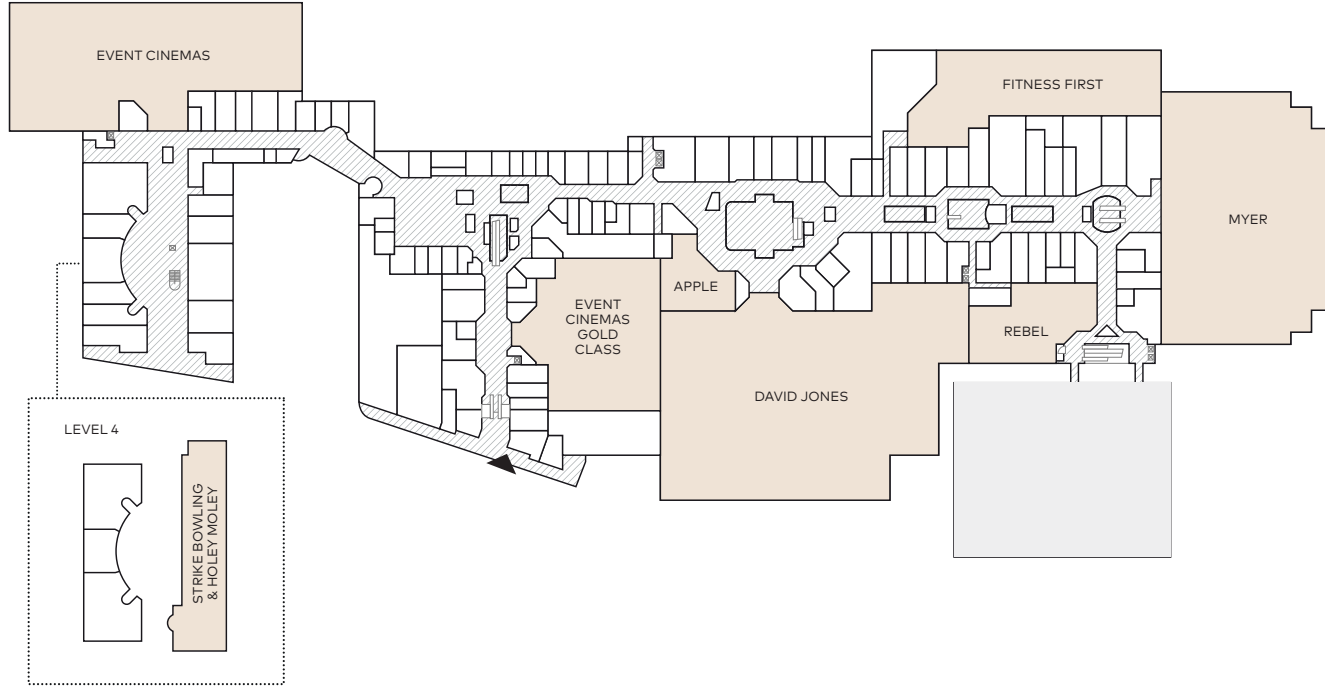 EVENT CINEMAS
FITNESS FIRST
MYER
APPLE
EVENT
CINEMAS
GOLD
CLASS
REBEL
DAVID JONES
LEVEL 4
STRIKE BOWLING
& HOLEY MOLEY